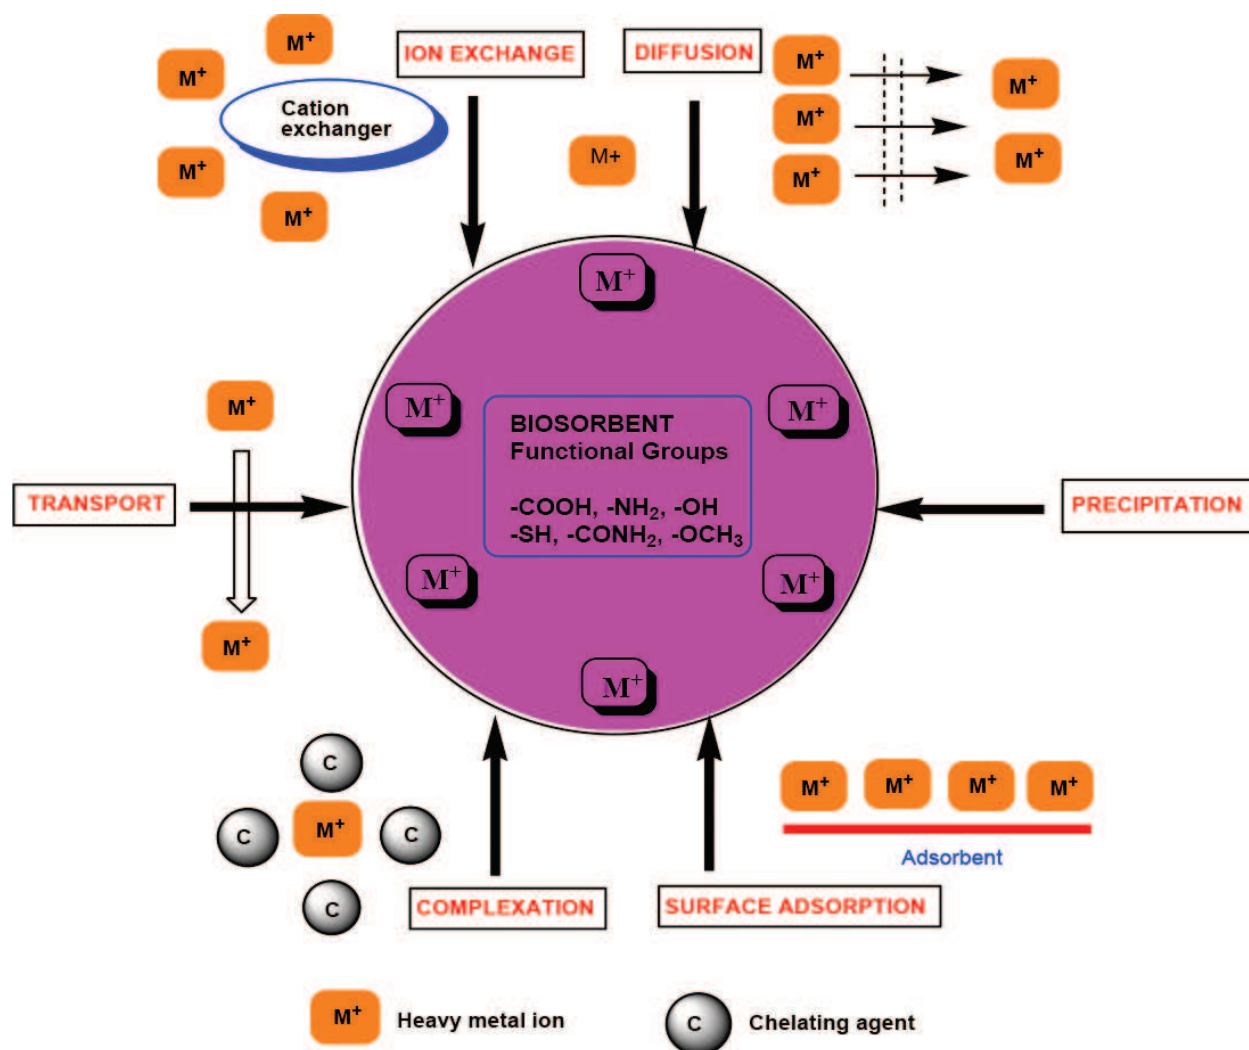 M⁺
ION EXCHANGE
DIFFUSION
M⁺
M⁺
M⁺
Cation
exchanger
M⁺
M⁺
M+
M⁺
M⁺
M⁺
M⁺
M⁺
M⁺
M⁺
M⁺
M⁺
BIOSORBENT
Functional Groups
-COOH, -NH₂, -OH
-SH, -CONH₂, -OCH₃
TRANSPORT
PRECIPITATION
M⁺
M⁺
M⁺
M⁺
C
M⁺
M⁺
M⁺
M⁺
C
M⁺
C
Adsorbent
C
COMPLEXATION
SURFACE ADSORPTION
M⁺
Heavy metal ion
C
Chelating agent